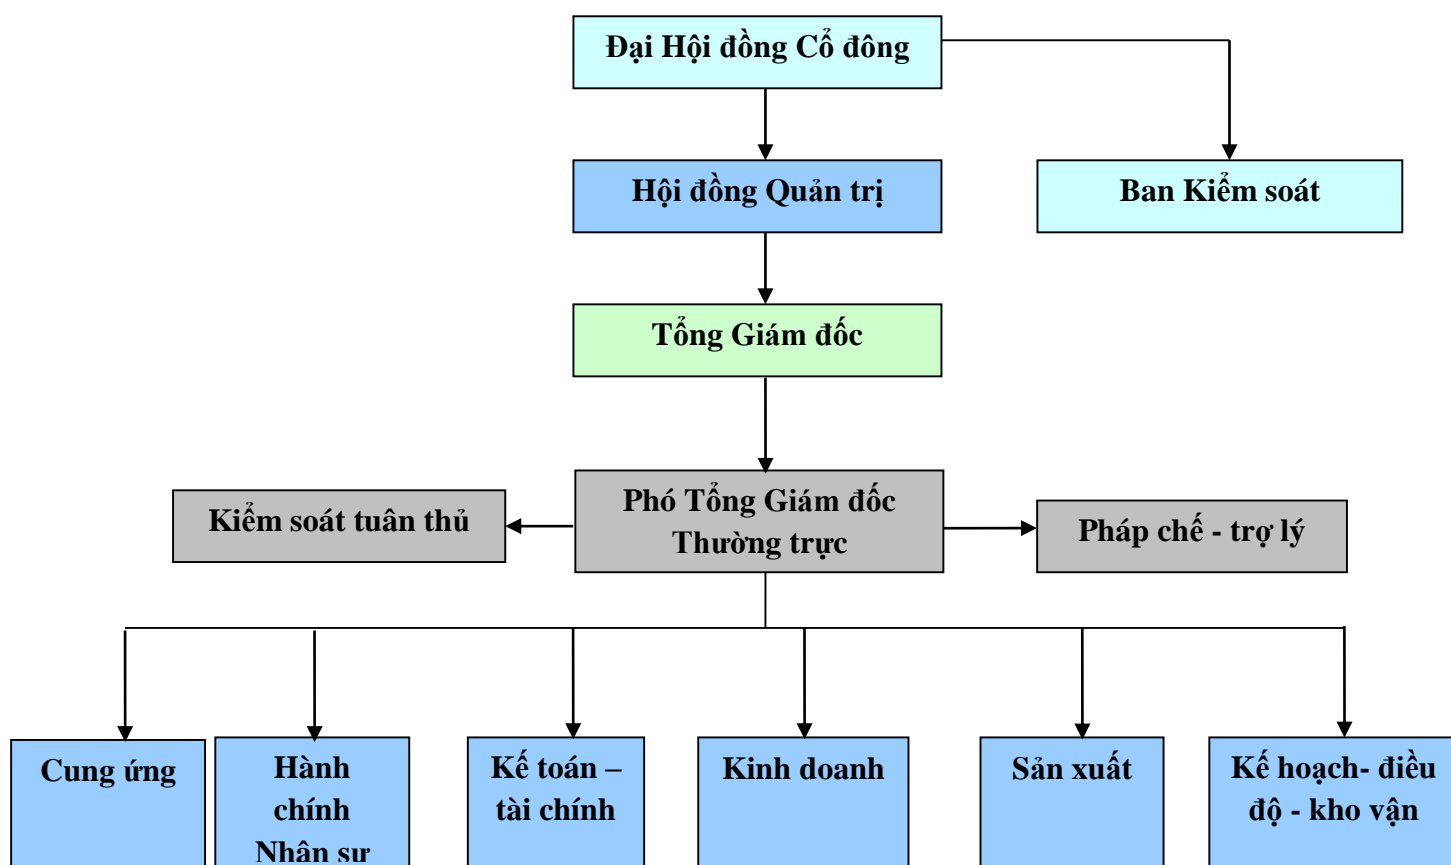 Đại Hội đồng Cổ đông
Hội đồng Quản trị
Ban Kiểm soát
Tổng Giám đốc
Kiểm soát tuân thủ
Phó Tổng Giám đốc
Thường trực
Pháp chế - trợ lý
Cung ứng
Hành
chính
Nhân sự
Kế toán –
tài chính
Kinh doanh
Sản xuất
Kế hoạch- điều
độ - kho vận